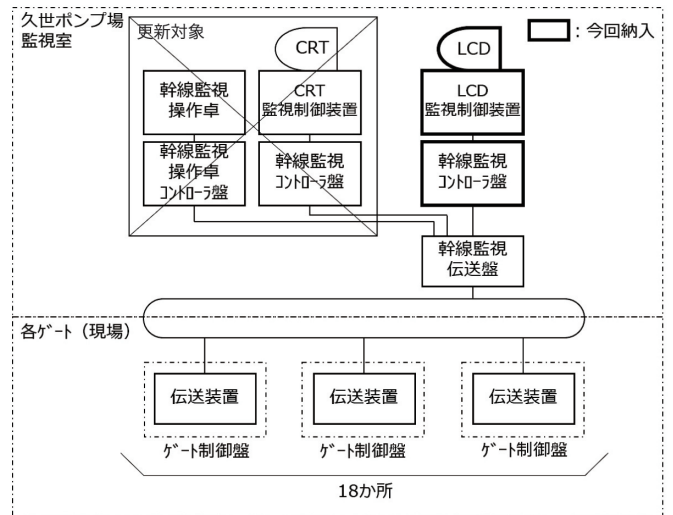 久世ポンプ場
監視室
更新対象
CRT
LCD
：今回納入
幹線監視
操作卓
CRT
監視制御装置
LCD
監視制御装置
幹線監視
操作卓
ｺﾝﾄﾛｰﾗ盤
幹線監視
ｺﾝﾄﾛｰﾗ盤
幹線監視
ｺﾝﾄﾛｰﾗ盤
幹線監視
伝送盤
各ｹﾞｰﾄ（現場）
伝送装置
伝送装置
伝送装置
ｹﾞｰﾄ制御盤
ｹﾞｰﾄ制御盤
ｹﾞｰﾄ制御盤
18か所